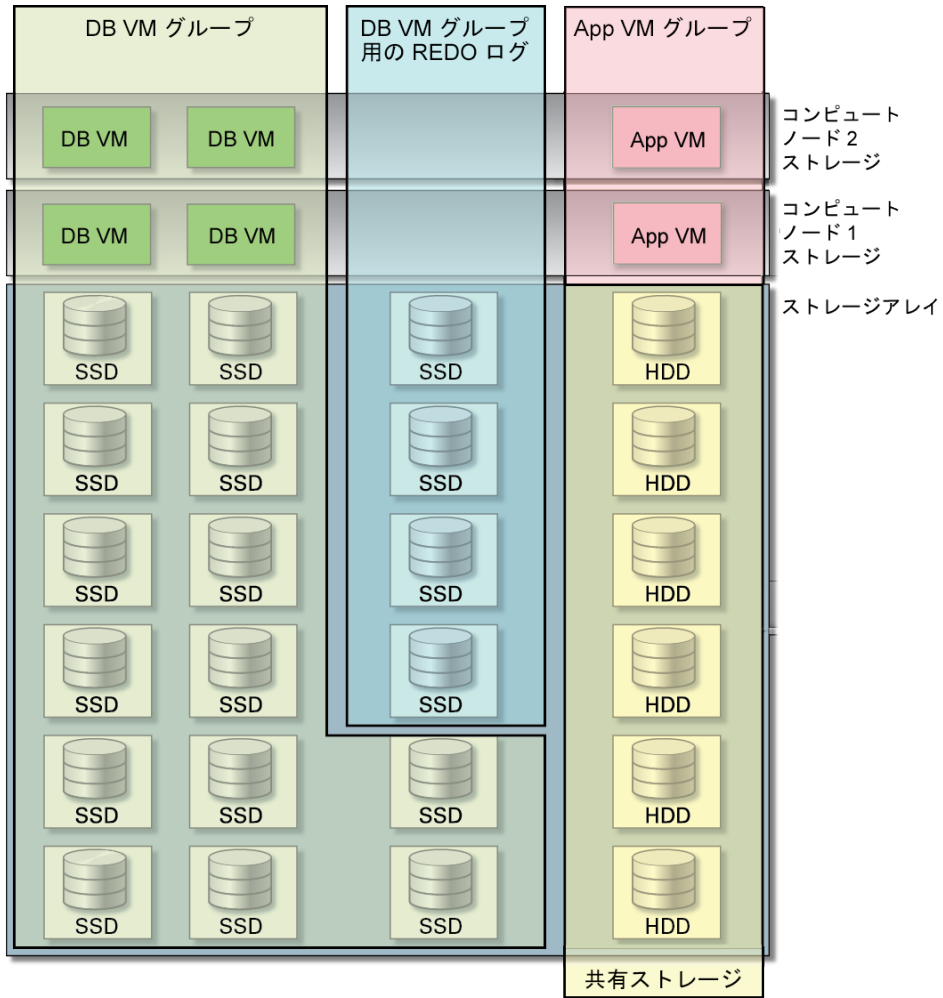 DB VM グループ
DB VM グループ
用の REDO ログ
App VM グループ
DB VM
DB VM
App VM
コンピュート
ノード 2
ストレージ
DB VM
DB VM
App VM
コンピュート
ノード 1
ストレージ
ストレージアレイ
SSD
SSD
SSD
HDD
SSD
SSD
SSD
HDD
SSD
SSD
SSD
HDD
SSD
SSD
SSD
HDD
SSD
SSD
SSD
HDD
SSD
SSD
SSD
HDD
共有ストレージ